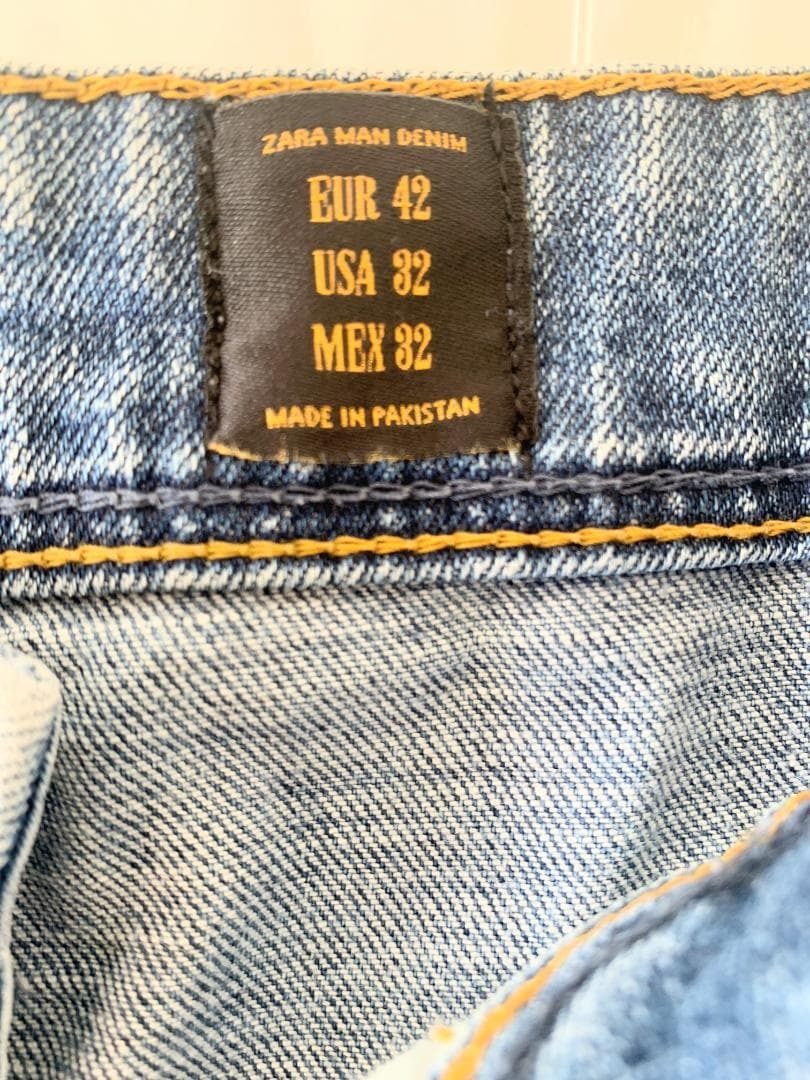 ZARA MAN DENIM
EUR 42
USA 32
MEX 32
MADE IN PAKISTAN